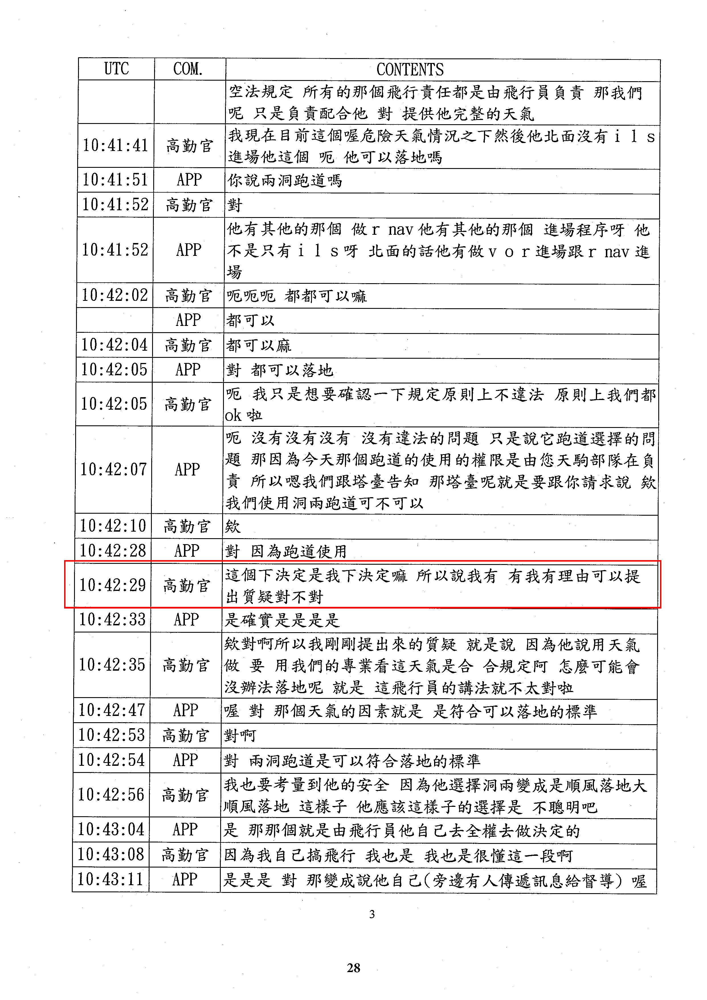 UTC COM. CONTENTS
空法規定 所有的那個飛行責任都是由飛行員負責 那我們
呢 只是負責配合他 對 提供他完整的天氣
10:41:41 高勤官 我現在目前這個喔危險天氣情況之下然後他北面沒有ils
進場他這個 呃 他可以落地嗎
10:41:51 APP 你說兩洞跑道嗎
10:41:52 高勤官 對
10:41:52 APP 他有其他的那個 做r nav他有其他的那個 進場程序呀 他
不是只有ils呀 北面的話他有做vor進場跟r nav進
場
10:42:02 高勤官 呃呃呃 都都可以嘛
APP 都可以
10:42:04 高勤官 都可以麻
10:42:05 APP 對 都可以落地
10:42:05 高勤官 呃 我只是想要確認一下規定原則上不違法 原則上我們都
ok啦
10:42:07 APP 呃 沒有沒有沒有 沒有違法的問題 只是說它跑道選擇的問
題 那因為今天那個跑道的使用的權限是由您天駒部隊在負
責 所以嗯我們跟塔臺告知 那塔臺呢就是要跟你請求說 欸
我們使用洞兩跑道可不可以
10:42:10 高勤官 欸
10:42:28 APP 對 因為跑道使用
10:42:29 高勤官 這個下決定是我下決定嘛 所以說我有 有我有理由可以提
出質疑對不對
10:42:33 APP 是確實是是是是
10:42:35 高勤官 欸對啊所以我剛剛提出來的質疑 就是說 因為他說用天氣
做 要 用我們的專業看這天氣是合 合規定阿 怎麼可能會
沒辦法落地呢 就是 這飛行員的講法就不太對啦
10:42:47 APP 喔 對 那個天氣的因素就是 是符合可以落地的標準
10:42:53 高勤官 對啊
10:42:54 APP 對 兩洞跑道是可以符合落地的標準
10:42:56 高勤官 我也要考量到他的安全 因為他選擇洞兩變成是順風落地大
順風落地 這樣子 他應該這樣子的選擇是 不聰明吧
10:43:04 APP 是 那那個就是由飛行員他自己去全權去做決定的
10:43:08 高勤官 因為我自己搞飛行 我也是 我也是很懂這一段啊
10:43:11 APP 是是是 對 那變成說他自己(旁邊有人傳遞訊息給督導) 喔
3
28